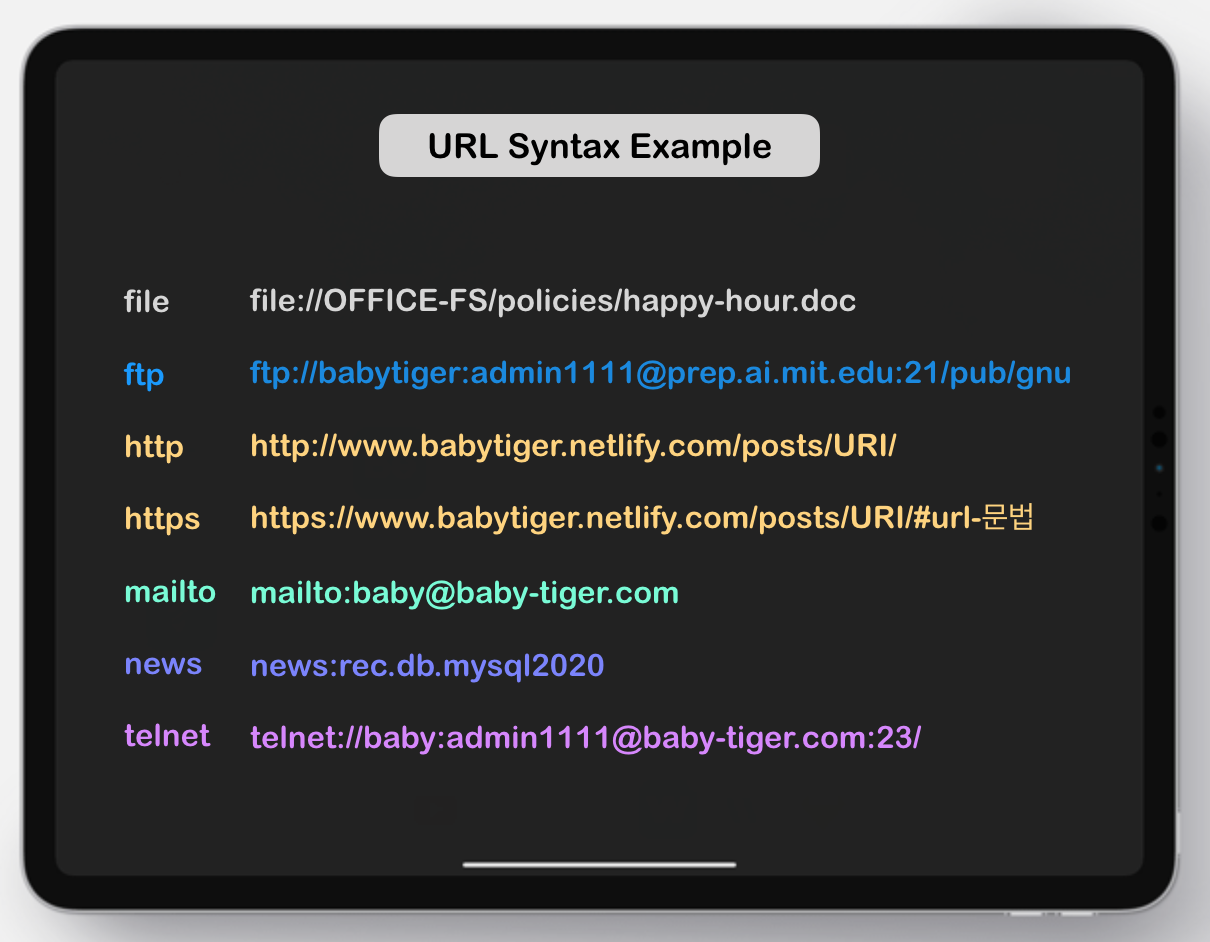 URL Syntax Example
file file://OFFICE-FS/policies/happy-hour.doc
ftp ftp://babytiger:admin1111@prep.ai.mit.edu:21/pub/gnu
http http://www.babytiger.netlify.com/posts/URI/
https https://www.babytiger.netlify.com/posts/URI/#url-문법
mailto mailto:baby@baby-tiger.com
news news:rec.db.mysql2020
telnet telnet://baby:admin1111@baby-tiger.com:23/